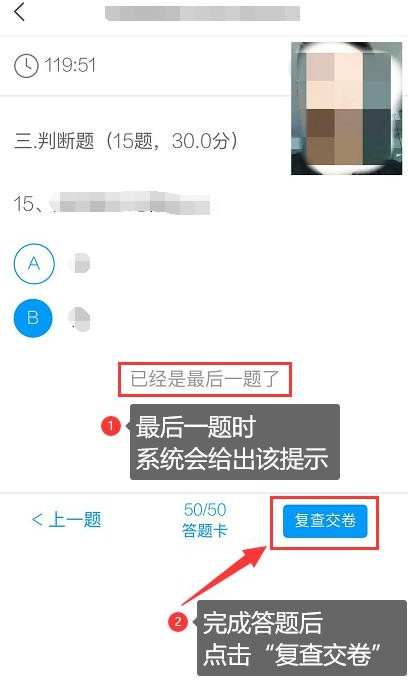 119:51
三.判断题（15题，30.0分）
15、
A
B
已经是最后一题了
1
最后一题时
系统会给出该提示
< 上一题
50/50
答题卡
复查交卷
2
完成答题后
点击“复查交卷”